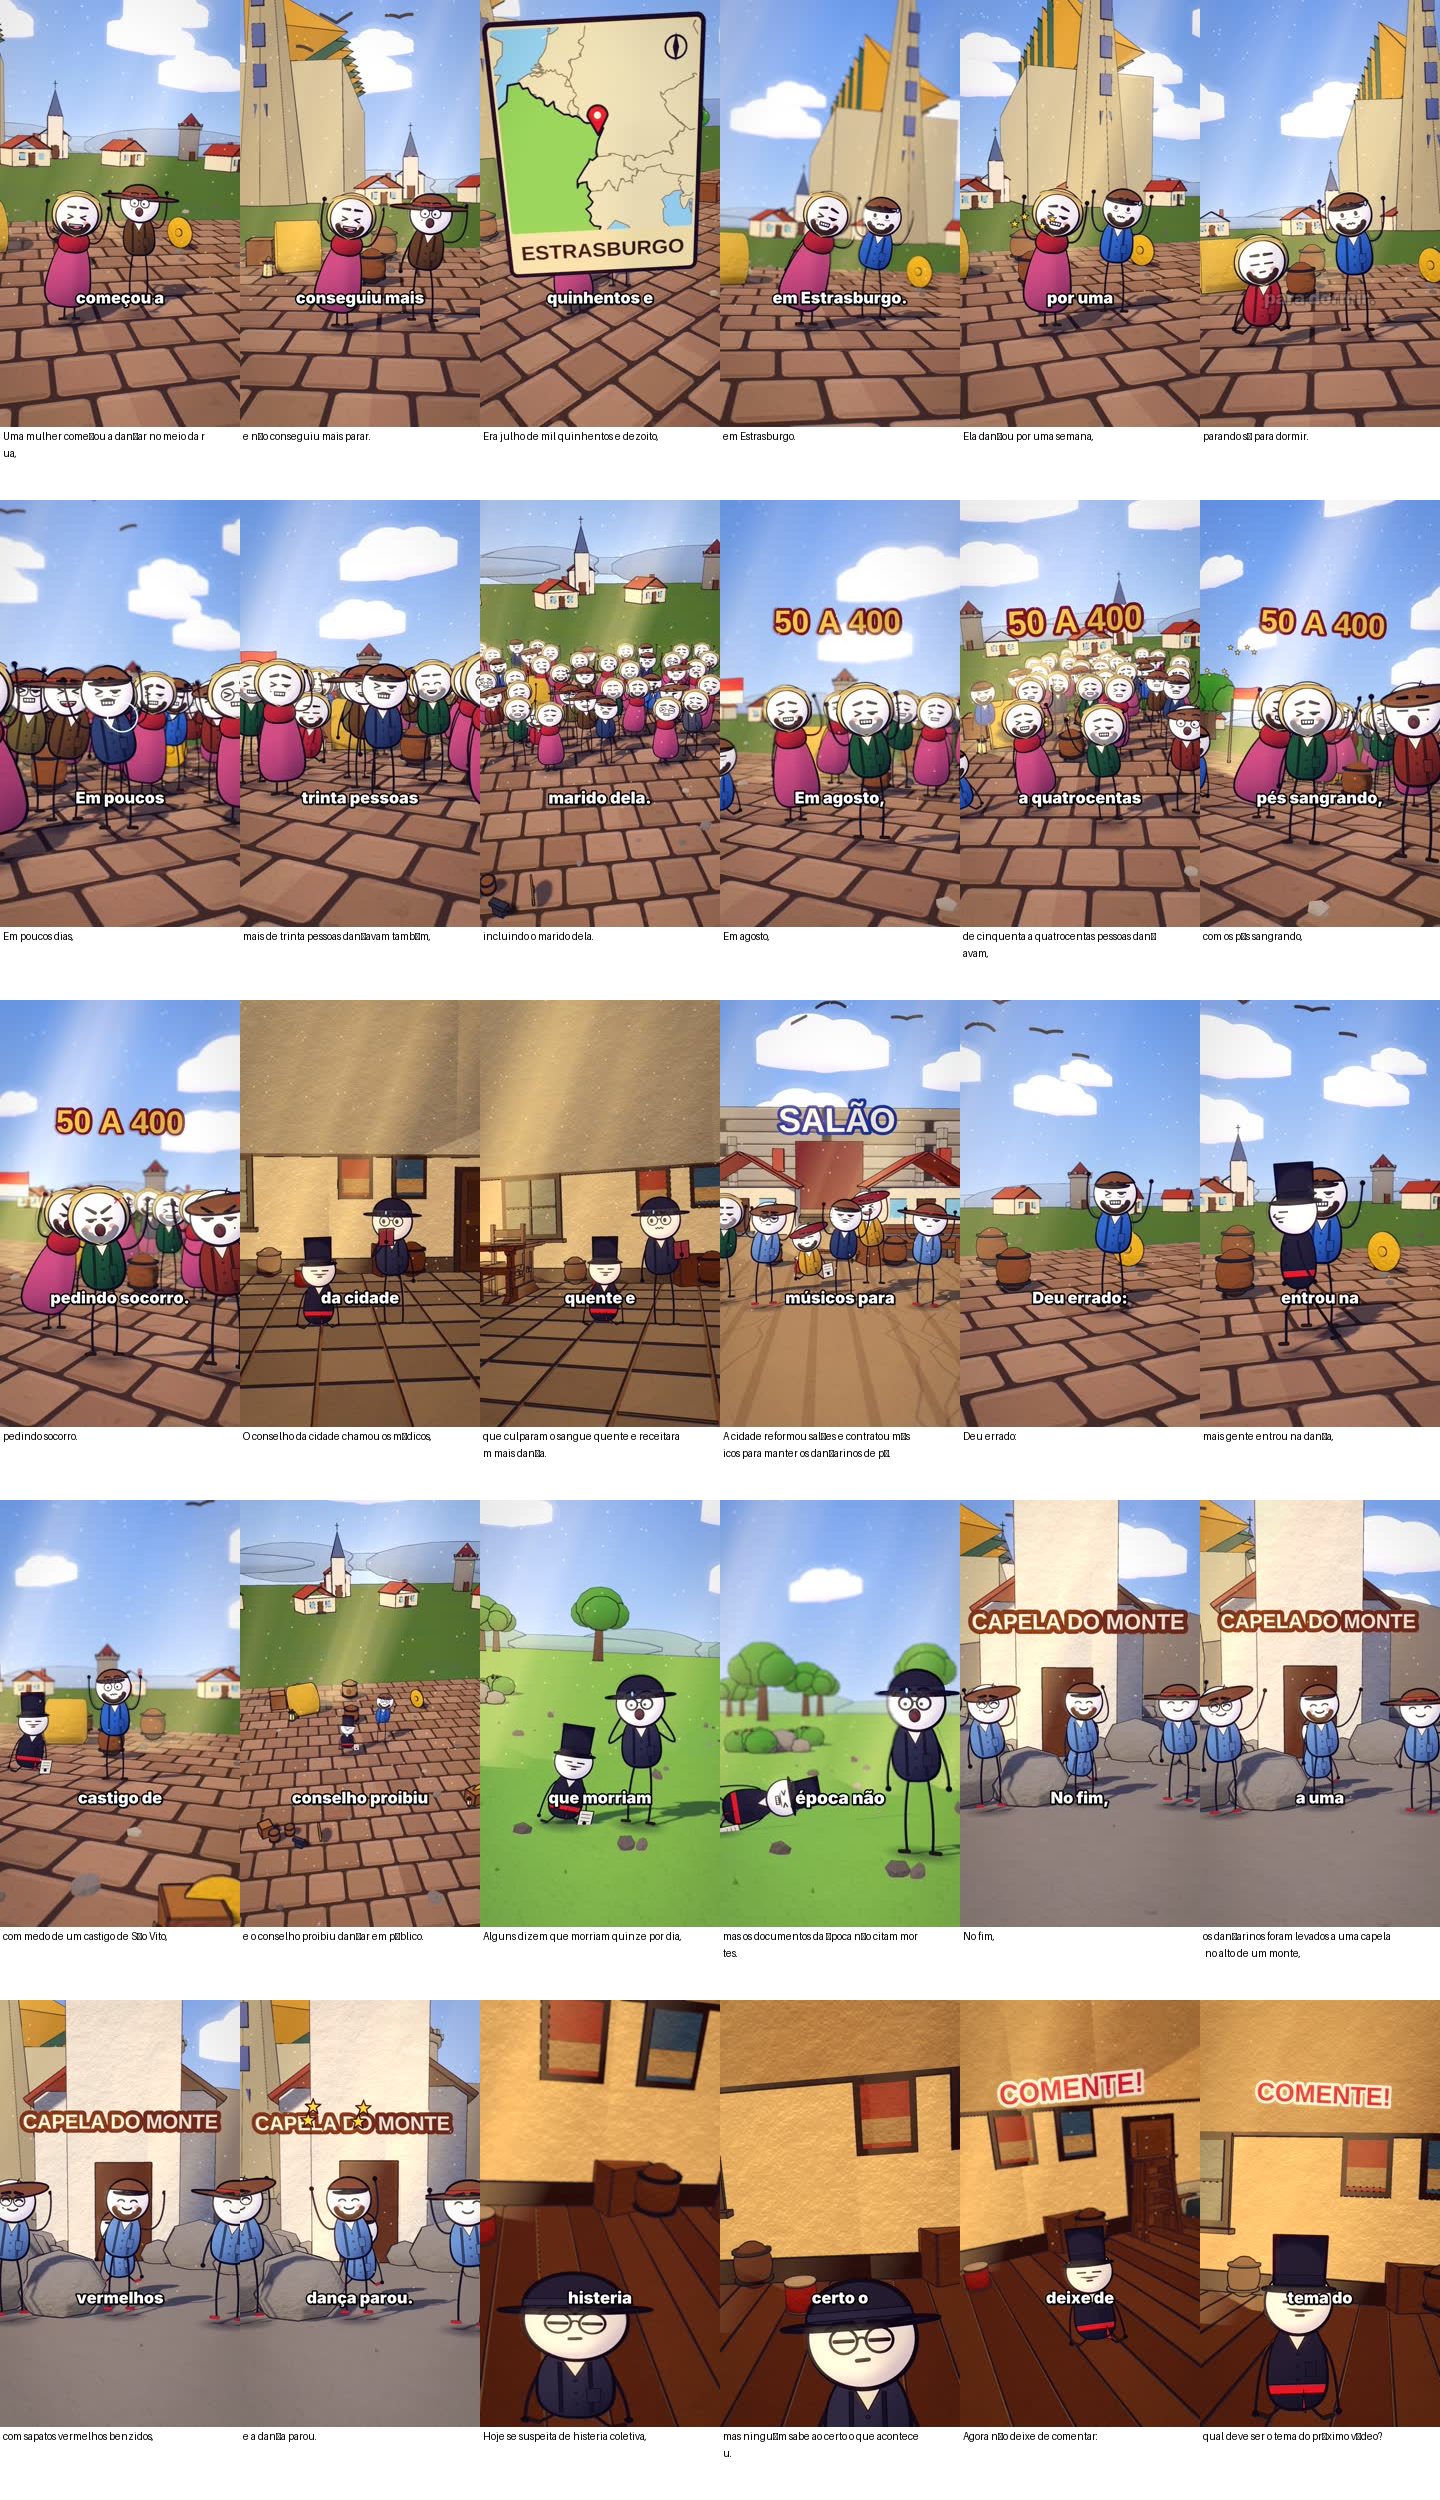 começou a
Uma mulher come□ou a dan□ar no meio da r
ua,
conseguiu mais
e n□o conseguiu mais parar.
ESTRASBURGO
quinhentos e
Era julho de mil quinhentos e dezoito,
em Estrasburgo.
em Estrasburgo.
por uma
Ela dan□ou por uma semana,
para dormir.
parando s□ para dormir.
Em poucos
Em poucos dias,
trinta pessoas
mais de trinta pessoas dan□avam tamb□m,
marido dela.
incluindo o marido dela.
50 A 400
Em agosto,
Em agosto,
50 A 400
a quatrocentas
de cinquenta a quatrocentas pessoas dan□
avam,
50 A 400
pés sangrando,
com os p□s sangrando,
50 A 400
pedindo socorro.
pedindo socorro.
da cidade
O conselho da cidade chamou os m□dicos,
quente e
que culparam o sangue quente e receitara
m mais dan□a.
SALÃO
músicos para
A cidade reformou sal□es e contratou m□s
icos para manter os dan□arinos de p□.
Deu errado:
Deu errado:
entrou na
mais gente entrou na dan□a,
castigo de
com medo de um castigo de S□o Vito,
conselho proibiu
e o conselho proibiu dan□ar em p□blico.
que morriam
Alguns dizem que morriam quinze por dia,
época não
mas os documentos da □poca n□o citam mor
tes.
CAPELA DO MONTE
No fim,
No fim,
CAPELA DO MONTE
a uma
os dan□arinos foram levados a uma capela
no alto de um monte,
CAPELA DO MONTE
vermelhos
com sapatos vermelhos benzidos,
CAPELA DO MONTE
dança parou.
e a dan□a parou.
histeria
Hoje se suspeita de histeria coletiva,
certo o
mas ningu□m sabe ao certo o que acontece
u.
COMENTE!
deixe de
Agora n□o deixe de comentar:
COMENTE!
tema do
qual deve ser o tema do pr□ximo v□deo?